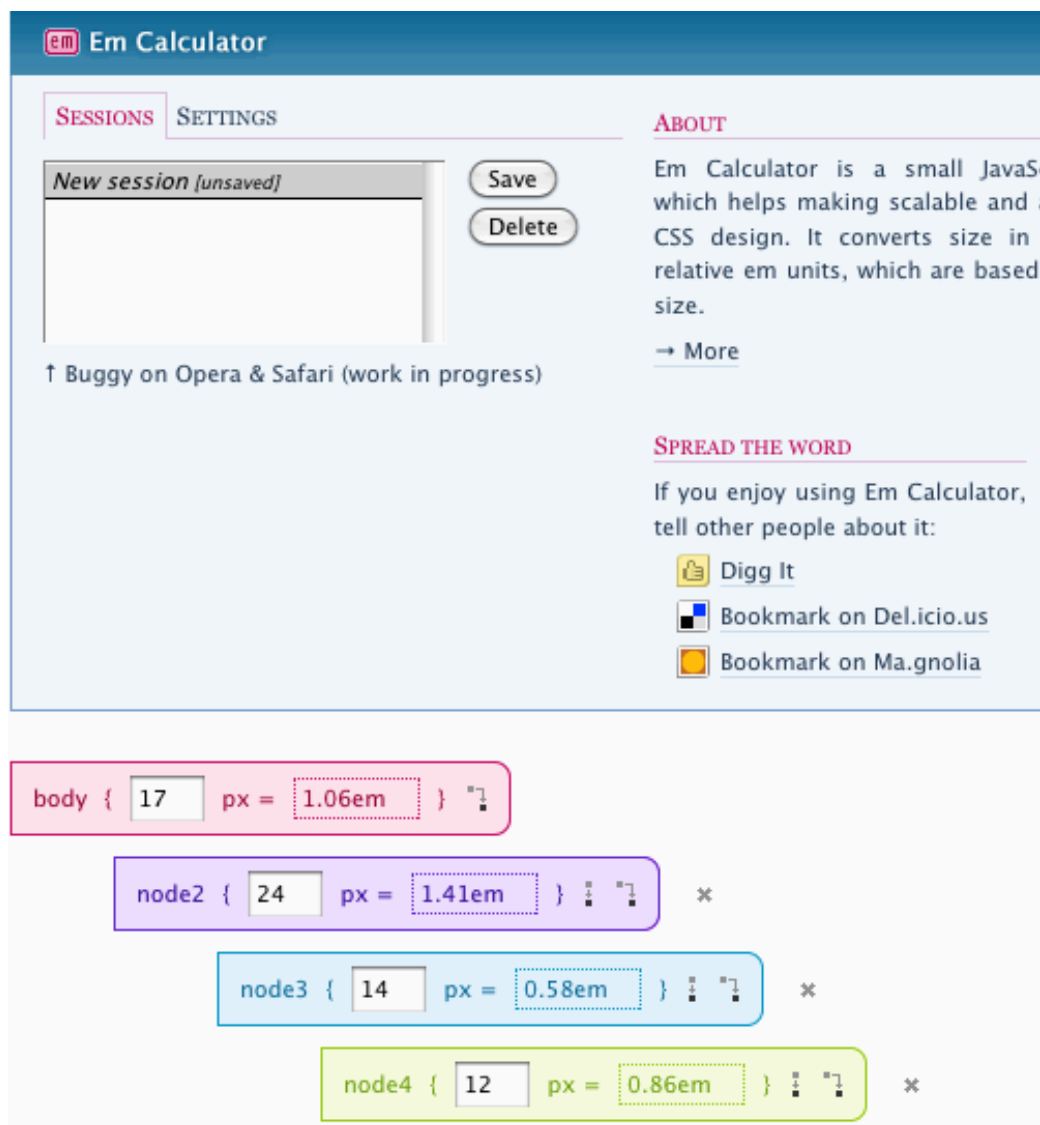 em Em Calculator
SESSIONS SETTINGS
New session [unsaved]
Save
Delete
↑ Buggy on Opera & Safari (work in progress)
ABOUT
Em Calculator is a small
which helps making scalable and
CSS design. It converts size in
relative em units, which are based
size.
→ More
SPREAD THE WORD
If you enjoy using Em Calculator,
tell other people about it:
Digg It
Bookmark on Del.icio.us
Bookmark on Ma.gnolia
body { 17 px = 1.06em }
node2 { 24 px = 1.41em } ×
node3 { 14 px = 0.58em } ×
node4 { 12 px = 0.86em } ×